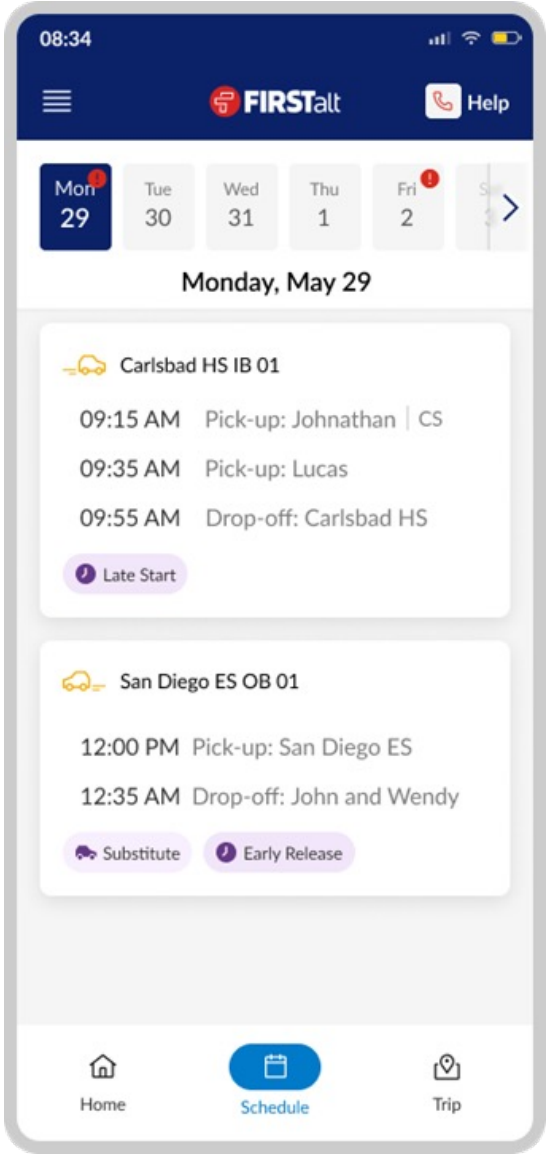 08:34
FIRSTalt
Help
Mon
29
Tue
30
Wed
31
Thu
1
Fri
2
3
Monday, May 29
Carlsbad HS IB 01
09:15 AM Pick-up: Johnathan | CS
09:35 AM Pick-up: Lucas
09:55 AM Drop-off: Carlsbad HS
Late Start
San Diego ES OB 01
12:00 PM Pick-up: San Diego ES
12:35 AM Drop-off: John and Wendy
Substitute
Early Release
Home
Schedule
Trip